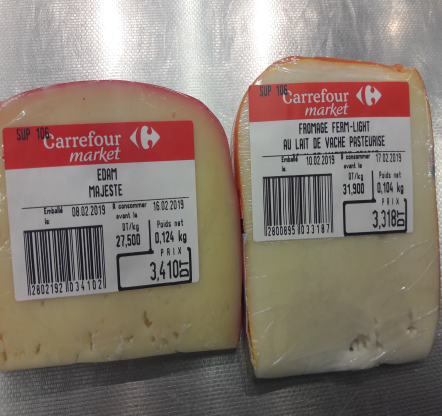 SUP 106
Carrefour
market
EDAM
MAJESTE
Emballé le: 08.02.2019
A consommer avant le 16.02.2019
DT/kg
27,500
Poids net
0,124 kg
PRIX
3,410 DT
2802192 034102
SUP 106
Carrefour
market
FROMAGE FERM-LIGHT
AU LAIT DE VACHE PASTEURISE
Emballé le: 10.02.2019
A consommer avant le 17.02.2019
DT/kg
31,900
Poids net
0,104 kg
PRIX
3,318 DT
2800895 033187